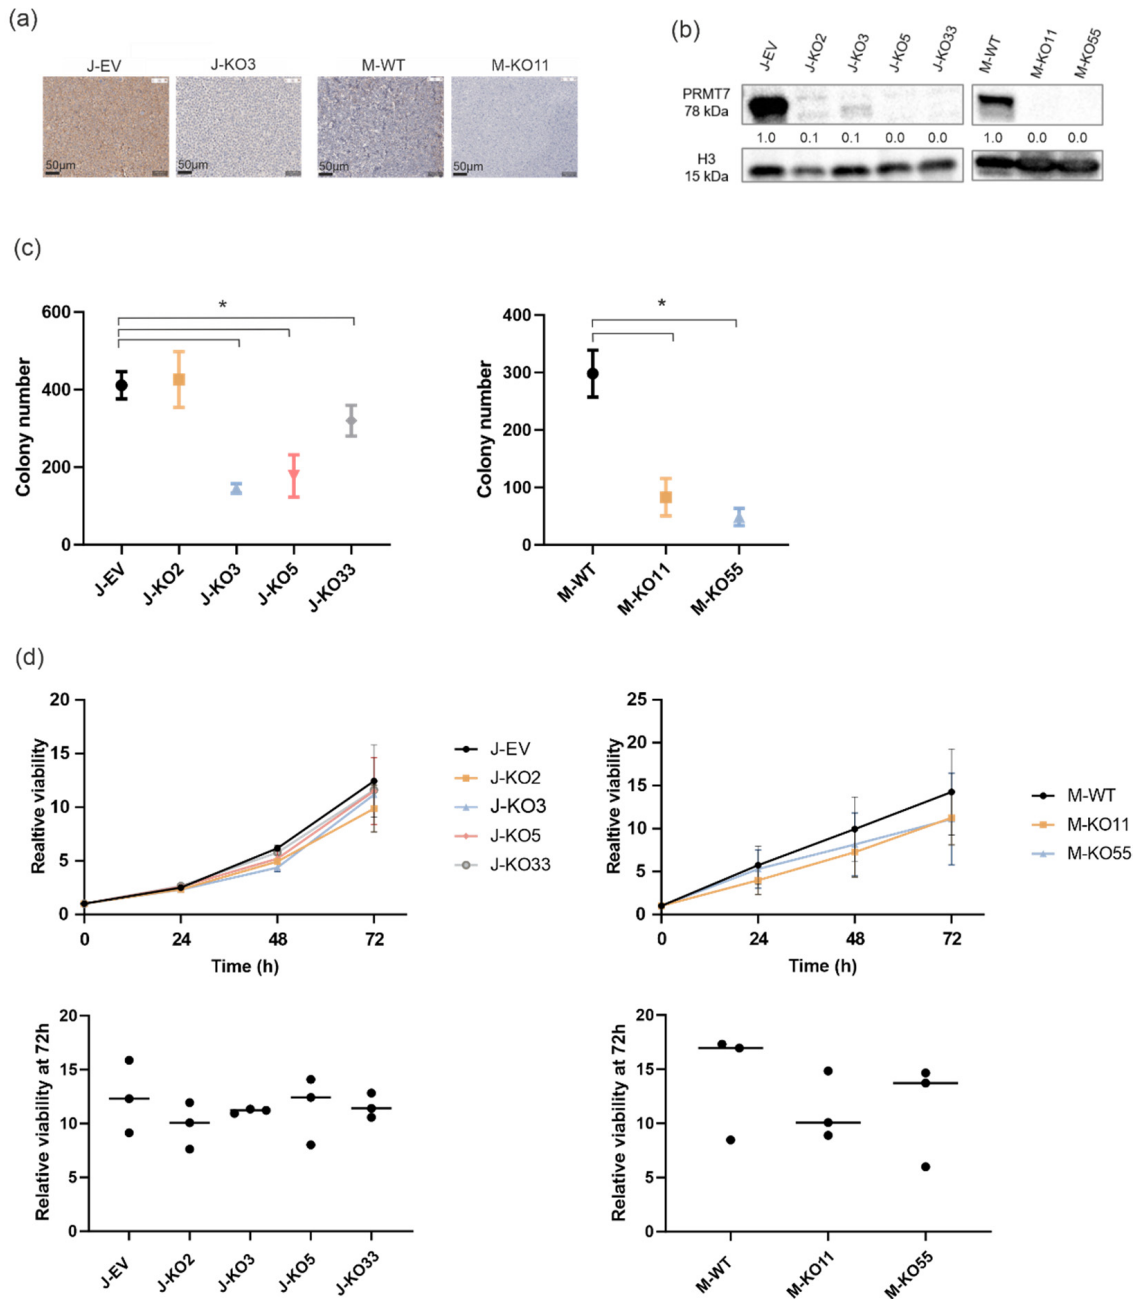 (a)
J-EV
J-KO3
M-WT
M-KO11
50µm
50µm
50µm
50µm
(b)
J-EV
J-KO2
J-KO3
J-KO5
J-KO33
M-WT
M-KO11
M-KO55
PRMT7
78 kDa
1.0 0.1 0.1 0.0 0.0 1.0 0.0 0.0
H3
15 kDa
(c)
Colony number
600
400
200
0
*
J-EV
J-KO2
J-KO3
J-KO5
J-KO33
Colony number
400
300
200
100
0
*
M-WT
M-KO11
M-KO55
(d)
Realtive viability
20
15
10
5
0
0 24 48 72
Time (h)
J-EV
J-KO2
J-KO3
J-KO5
J-KO33
Realtive viability
25
20
15
10
5
0
0 24 48 72
Time (h)
M-WT
M-KO11
M-KO55
Relative viability at 72h
20
15
10
5
0
J-EV
J-KO2
J-KO3
J-KO5
J-KO33
Relative viability at 72h
20
15
10
5
0
M-WT
M-KO11
M-KO55